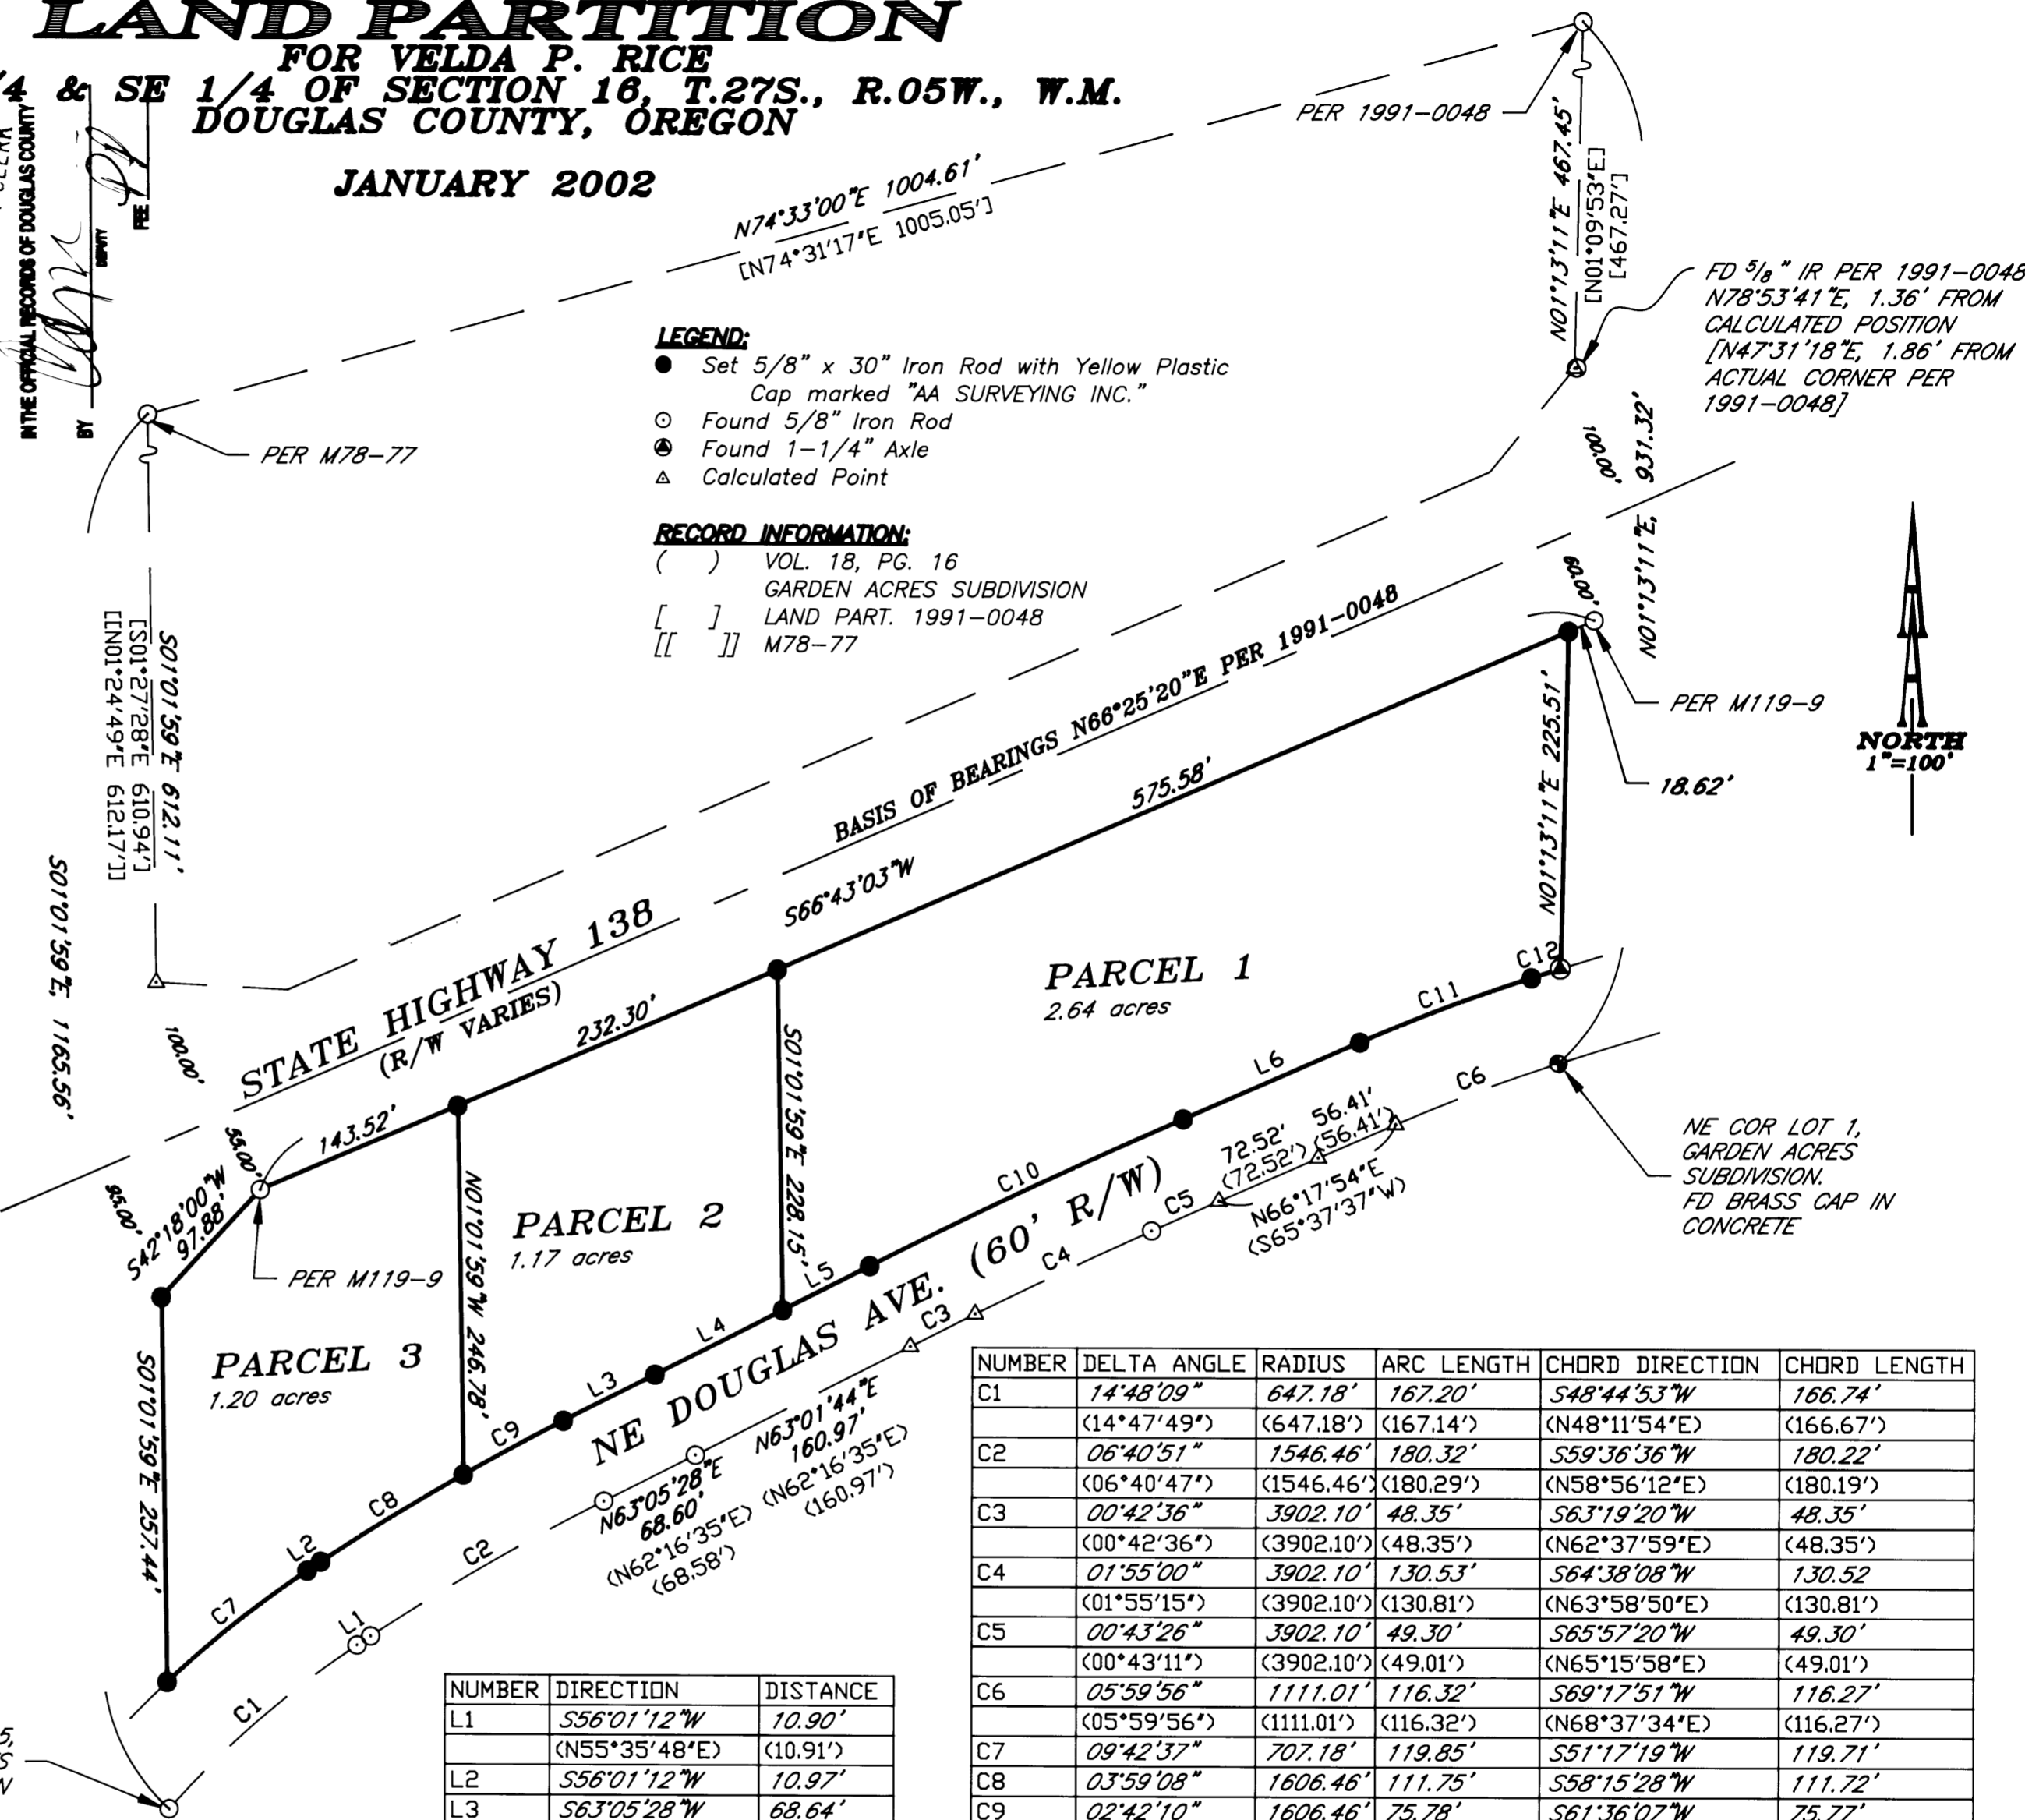 LAND PARTITION
FOR VELDA P. RICE
/4 & SE 1/4 OF SECTION 16, T.27S., R.05W., W.M.
DOUGLAS COUNTY, OREGON
JANUARY 2002
IN THE OFFICIAL RECORDS OF DOUGLAS COUNTY
BY
DEPUTY
FEE
N74°33'00"E 1004.61'
[N74°31'17"E 1005.05']
PER 1991-0048
N01°13'11"E 467.45'
[N01°09'53"E]
[467.27']
FD 5/8" IR PER 1991-0048
N78°53'41"E, 1.36' FROM
CALCULATED POSITION
[N47°31'18"E, 1.86' FROM
ACTUAL CORNER PER
1991-0048]
PER M78-77
LEGEND:
● Set 5/8" x 30" Iron Rod with Yellow Plastic
Cap marked "AA SURVEYING INC."
Found 5/8" Iron Rod
Found 1-1/4" Axle
Calculated Point
RECORD INFORMATION:
( ) VOL. 18, PG. 16
GARDEN ACRES SUBDIVISION
[ ] LAND PART. 1991-0048
[[ ]] M78-77
100.00'
N01°13'11"E, 931.32'
60.00'
PER M119-9
18.62'
NORTH
1"=100'
S01°01'59"E 612.11'
[S01°27'28"E 610.94']
[[N01°24'49"E 612.17']]
S01°01'59"E, 1165.56'
BASIS OF BEARINGS N66°25'20"E PER 1991-0048
575.58'
S66°43'03"W
N01°13'11"E 225.51'
STATE HIGHWAY 138
(R/W VARIES)
232.30'
PARCEL 1
2.64 acres
C12
C11
L6
C6
100.00'
55.00'
143.52'
95.00'
S42°18'00"W
97.88'
PER M119-9
S01°01'59"E 228.15'
N01°01'59"W 246.78'
PARCEL 2
1.17 acres
C10
72.52' 56.41'
(72.52') (56.41')
N66°17'54"E
(S65°37'37"W)
NE COR LOT 1,
GARDEN ACRES
SUBDIVISION.
FD BRASS CAP IN
CONCRETE
PARCEL 3
1.20 acres
S01°01'59"E 257.44'
L5
L4
L3
C9
C8
L2
C7
C5
C4
C3
NE DOUGLAS AVE. (60' R/W)
N63°01'44"E
160.97'
(N62°16'35"E)
(160.97')
N63°05'28"E
68.60'
(N62°16'35"E)
(68.58')
C2
L1
C1
5,
S
N
NUMBER DIRECTION DISTANCE
L1 S56°01'12"W 10.90'
(N55°35'48"E) (10.91')
L2 S56°01'12"W 10.97'
L3 S63°05'28"W 68.64'
NUMBER DELTA ANGLE RADIUS ARC LENGTH CHORD DIRECTION CHORD LENGTH
C1 14°48'09" 647.18' 167.20' S48°44'53"W 166.74'
(14°47'49") (647.18') (167.14') (N48°11'54"E) (166.67')
C2 06°40'51" 1546.46' 180.32' S59°36'36"W 180.22'
(06°40'47") (1546.46') (180.29') (N58°56'12"E) (180.19')
C3 00°42'36" 3902.10' 48.35' S63°19'20"W 48.35'
(00°42'36") (3902.10') (48.35') (N62°37'59"E) (48.35')
C4 01°55'00" 3902.10' 130.53' S64°38'08"W 130.52
(01°55'15") (3902.10') (130.81') (N63°58'50"E) (130.81')
C5 00°43'26" 3902.10' 49.30' S65°57'20"W 49.30'
(00°43'11") (3902.10') (49.01') (N65°15'58"E) (49.01')
C6 05°59'56" 1111.01' 116.32' S69°17'51"W 116.27'
(05°59'56") (1111.01') (116.32') (N68°37'34"E) (116.27')
C7 09°42'37" 707.18' 119.85' S51°17'19"W 119.71'
C8 03°59'08" 1606.46' 111.75' S58°15'28"W 111.72'
C9 02°42'10" 1606.46' 75.78' S61°36'07"W 75.77'